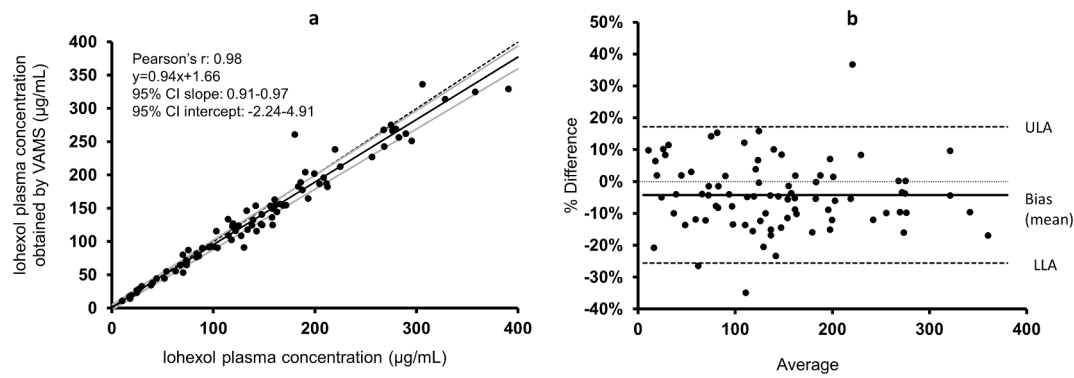 a
400
350
300
250
200
150
100
50
0
Iohexol plasma concentration
obtained by VAMS (µg/mL)
Pearson's r: 0.98
y=0.94x+1.66
95% CI slope: 0.91-0.97
95% CI intercept: -2.24-4.91
0 100 200 300 400
Iohexol plasma concentration (µg/mL)
b
50%
40%
30%
20%
10%
0%
-10%
-20%
-30%
-40%
% Difference
ULA
Bias
(mean)
LLA
0 100 200 300 400
Average